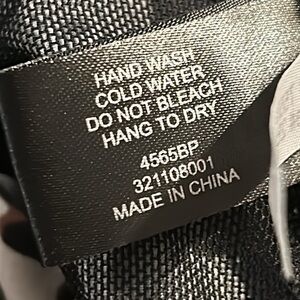 HAND WASH
COLD WATER
DO NOT BLEACH
HANG TO DRY
4565BP
321108001
MADE IN CHINA